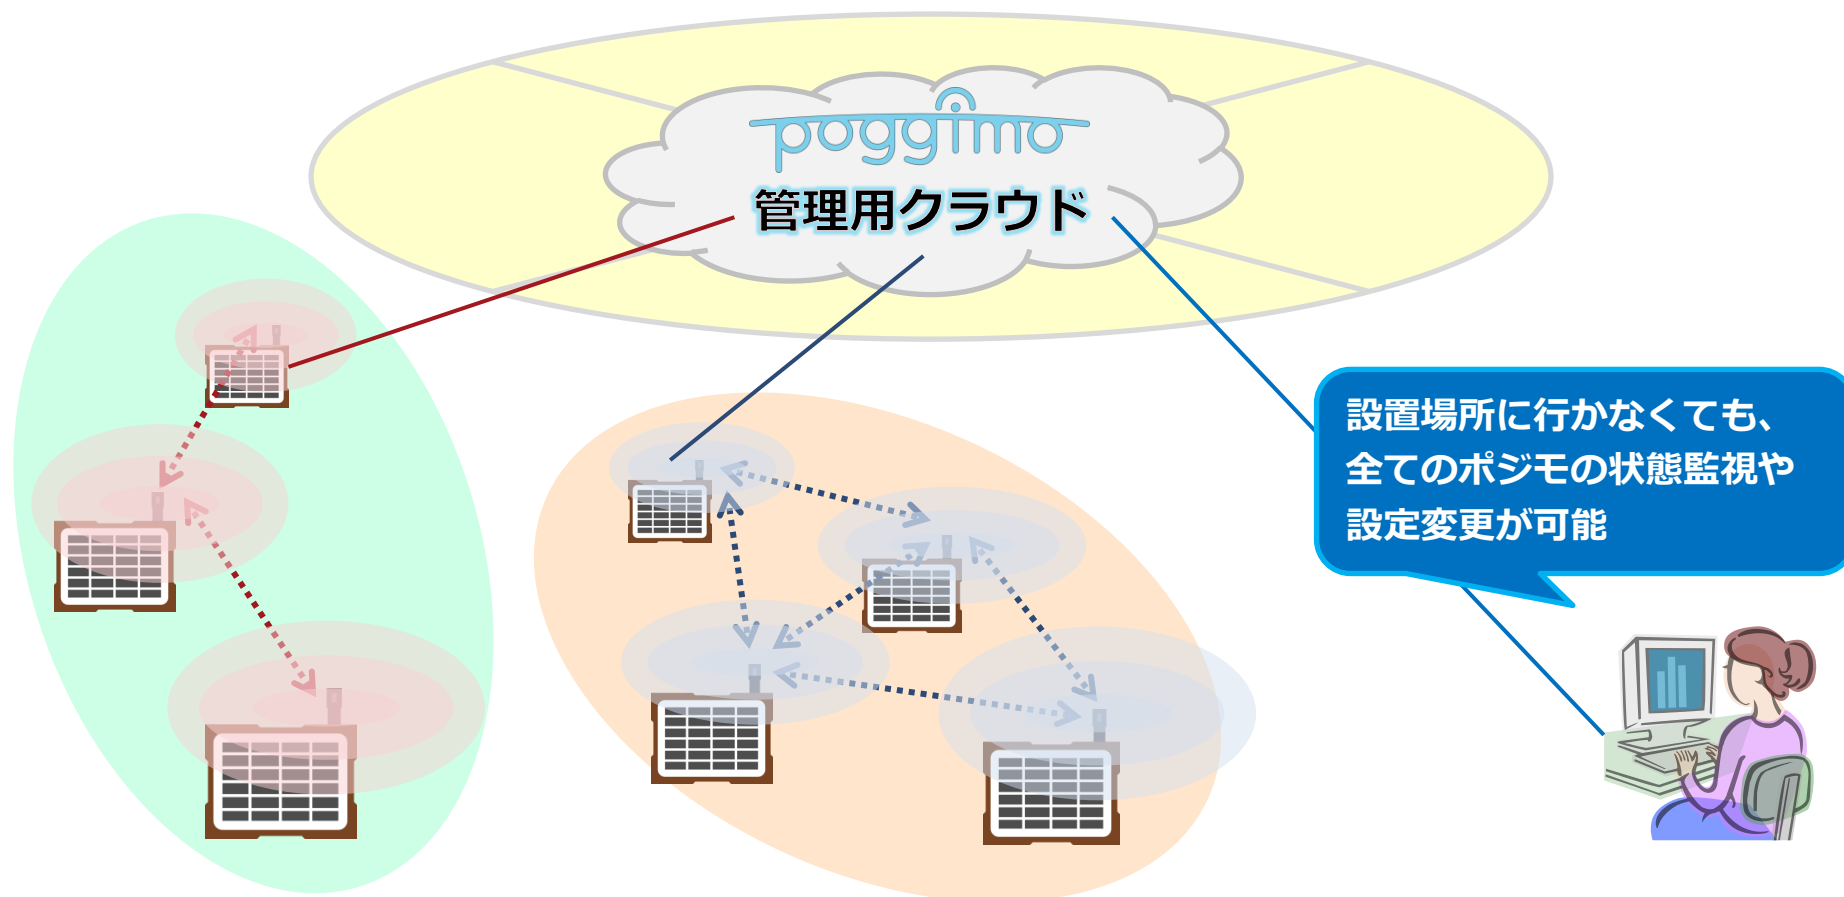 poggimo
管理用クラウド
設置場所に行かなくても、
全てのポジモの状態監視や
設定変更が可能